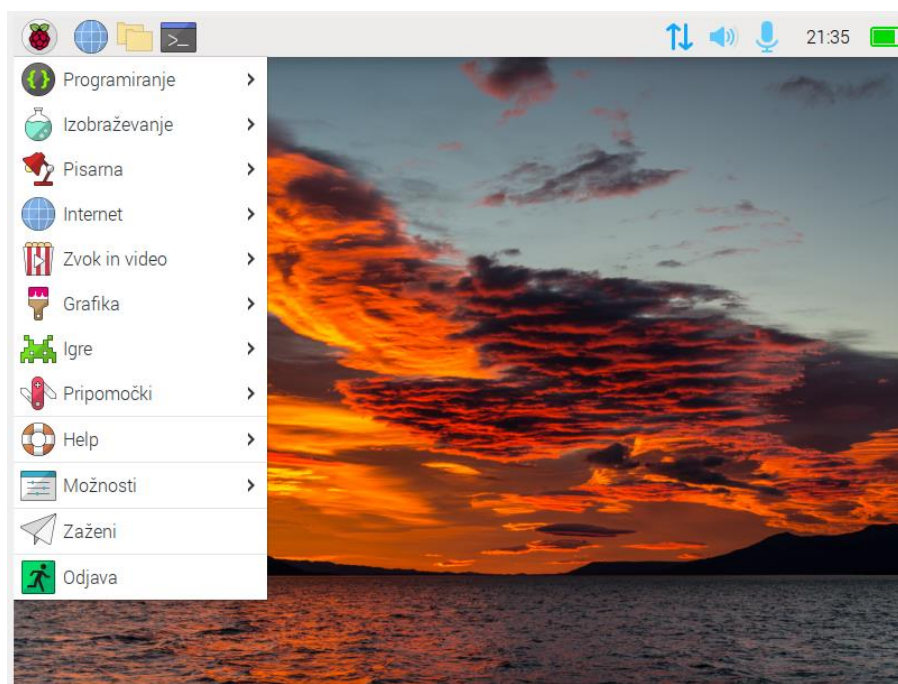 21:35
Programiranje
Izobraževanje
Pisarna
Internet
Zvok in video
Grafika
Igre
Pripomočki
Help
Možnosti
Zaženi
Odjava